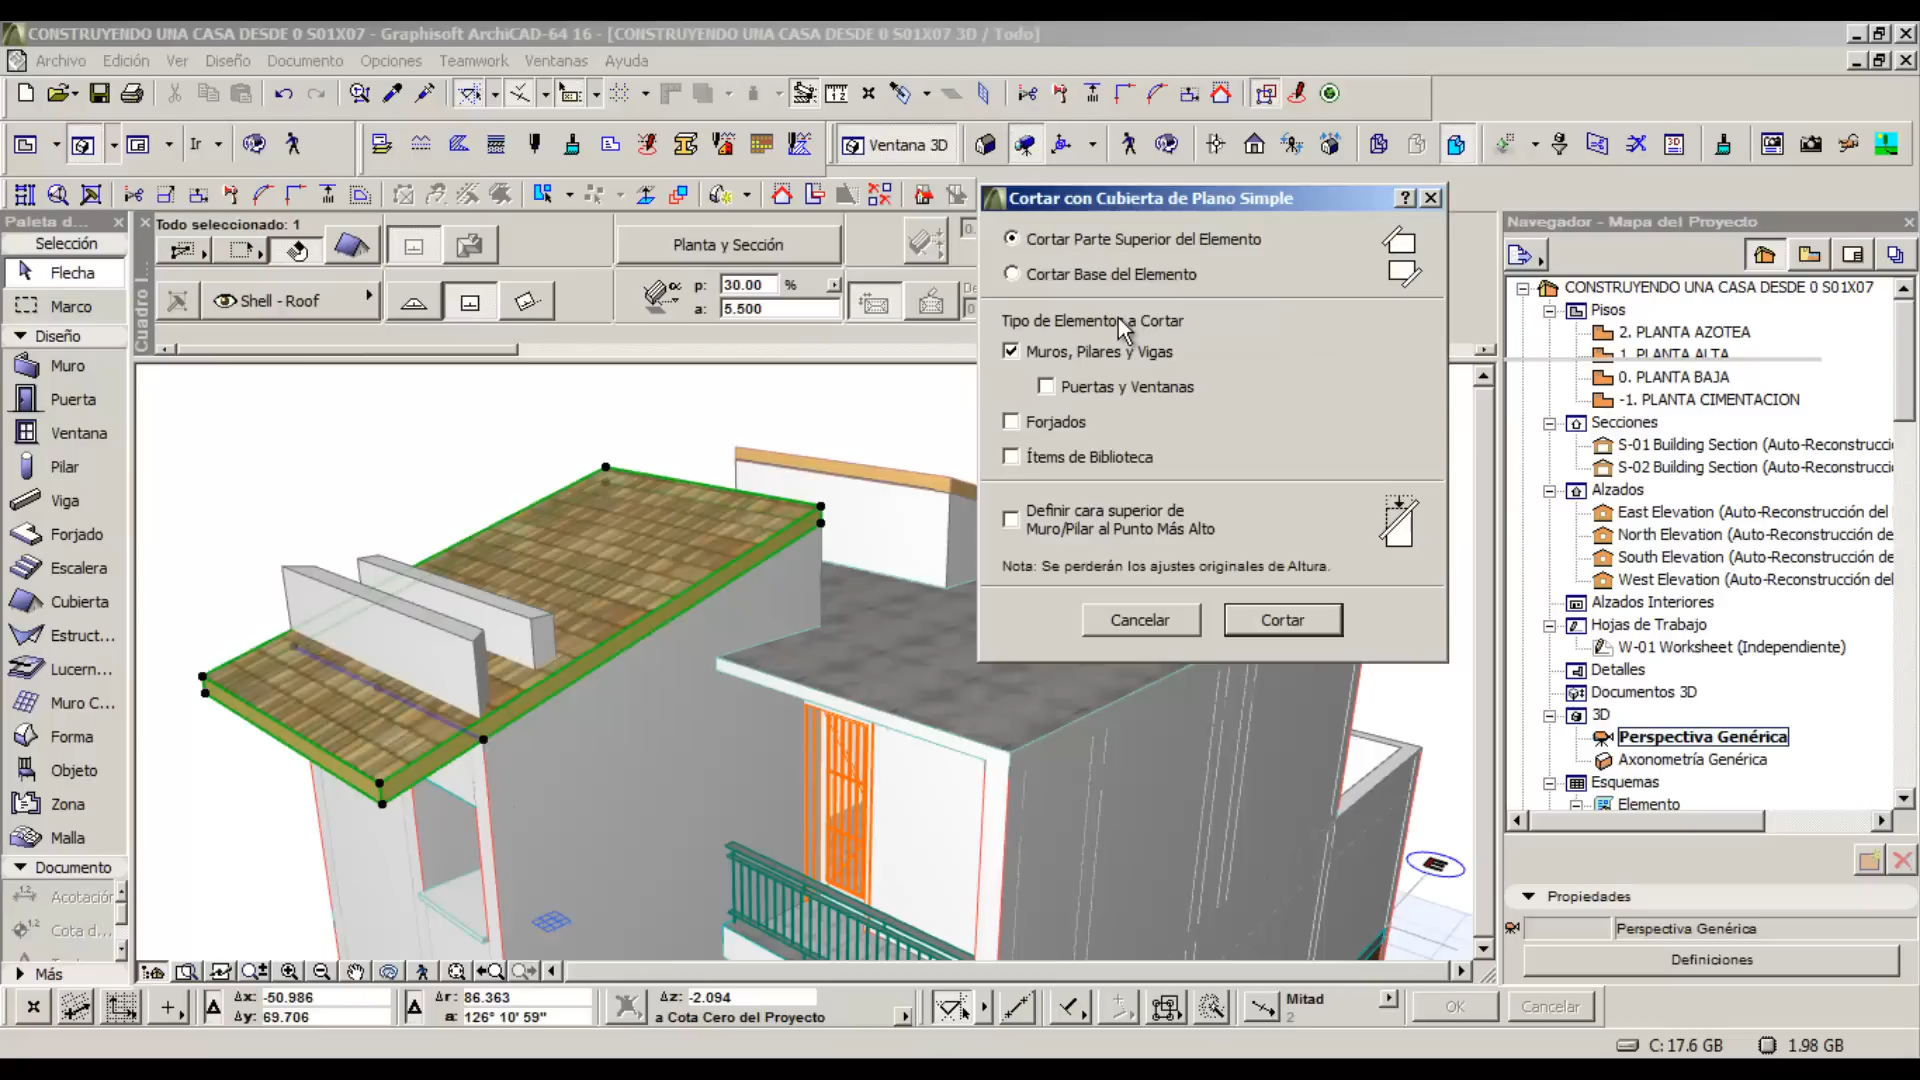 CONSTRUYENDO UNA CASA DESDE 0 S01X07 - Graphisoft ArchiCAD-64 16 - [CONSTRUYENDO UNA CASA DESDE 0 S01X07 3D / Todo]
Archivo Edición Ver Diseño Documento Opciones Teamwork Ventanas Ayuda
Ir
Ventana 3D
Paleta d...
Selección
Flecha
Marco
Diseño
Muro
Puerta
Ventana
Pilar
Viga
Forjado
Escalera
Cubierta
Estruct...
Lucern...
Muro C...
Forma
Objeto
Zona
Malla
Documento
Acotación
Cota d...
Más
Cuadro I...
Todo seleccionado: 1
Planta y Sección
Shell - Roof
p: 30.00 %
a: 5.500
Cortar con Cubierta de Plano Simple
Cortar Parte Superior del Elemento
Cortar Base del Elemento
Tipo de Elemento a Cortar
Muros, Pilares y Vigas
Puertas y Ventanas
Forjados
Ítems de Biblioteca
Definir cara superior de
Muro/Pilar al Punto Más Alto
Nota: Se perderán los ajustes originales de Altura.
Cancelar
Cortar
Navegador - Mapa del Proyecto
CONSTRUYENDO UNA CASA DESDE 0 S01X07
Pisos
2. PLANTA AZOTEA
1. PLANTA ALTA
0. PLANTA BAJA
-1. PLANTA CIMENTACION
Secciones
S-01 Building Section (Auto-Reconstrucci
S-02 Building Section (Auto-Reconstrucci
Alzados
East Elevation (Auto-Reconstrucción del
North Elevation (Auto-Reconstrucción de
South Elevation (Auto-Reconstrucción de
West Elevation (Auto-Reconstrucción del
Alzados Interiores
Hojas de Trabajo
W-01 Worksheet (Independiente)
Detalles
Documentos 3D
3D
Perspectiva Genérica
Axonometría Genérica
Esquemas
Elemento
Propiedades
Perspectiva Genérica
Definiciones
Δx: -50.986
Δy: 69.706
Δr: 86.363
a: 126° 10' 59"
Δz: -2.094
a Cota Cero del Proyecto
Mitad
2
OK
Cancelar
C: 17.6 GB
1.98 GB